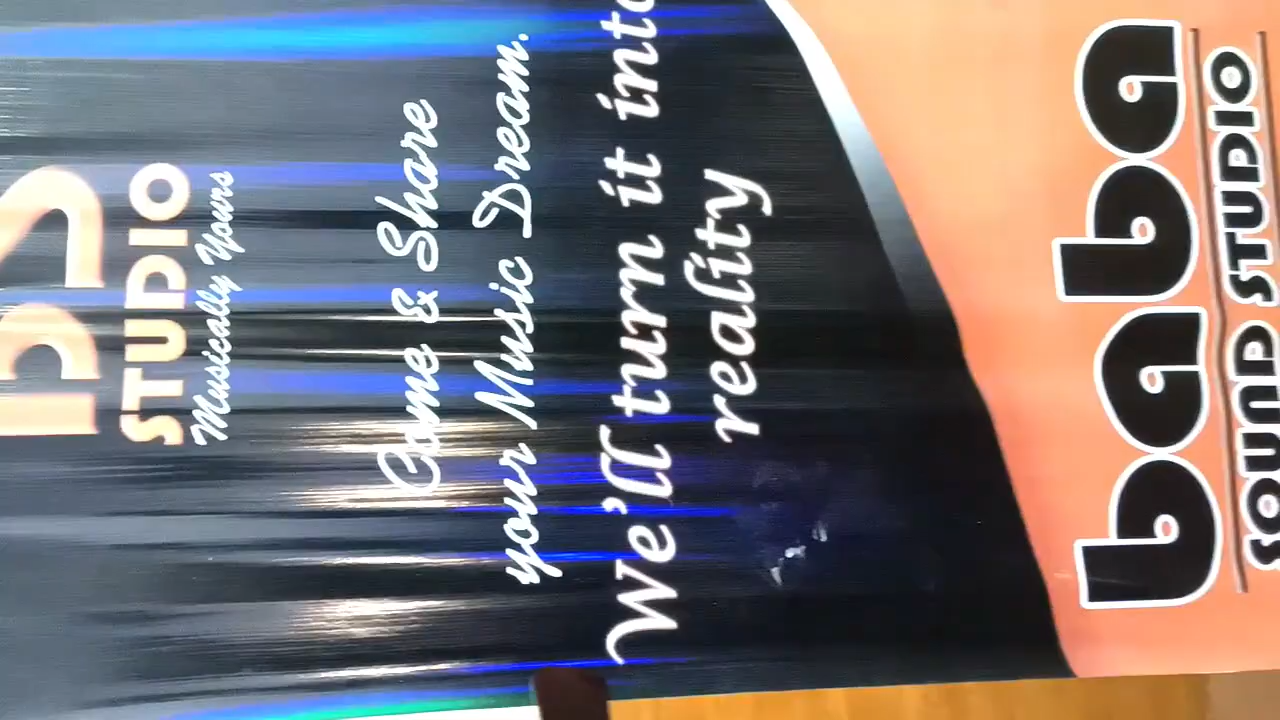 STUDIO
Musically Yours
Come & Share
your Music Dream.
We'll turn it into
reality
baba
SOUND STUDIO